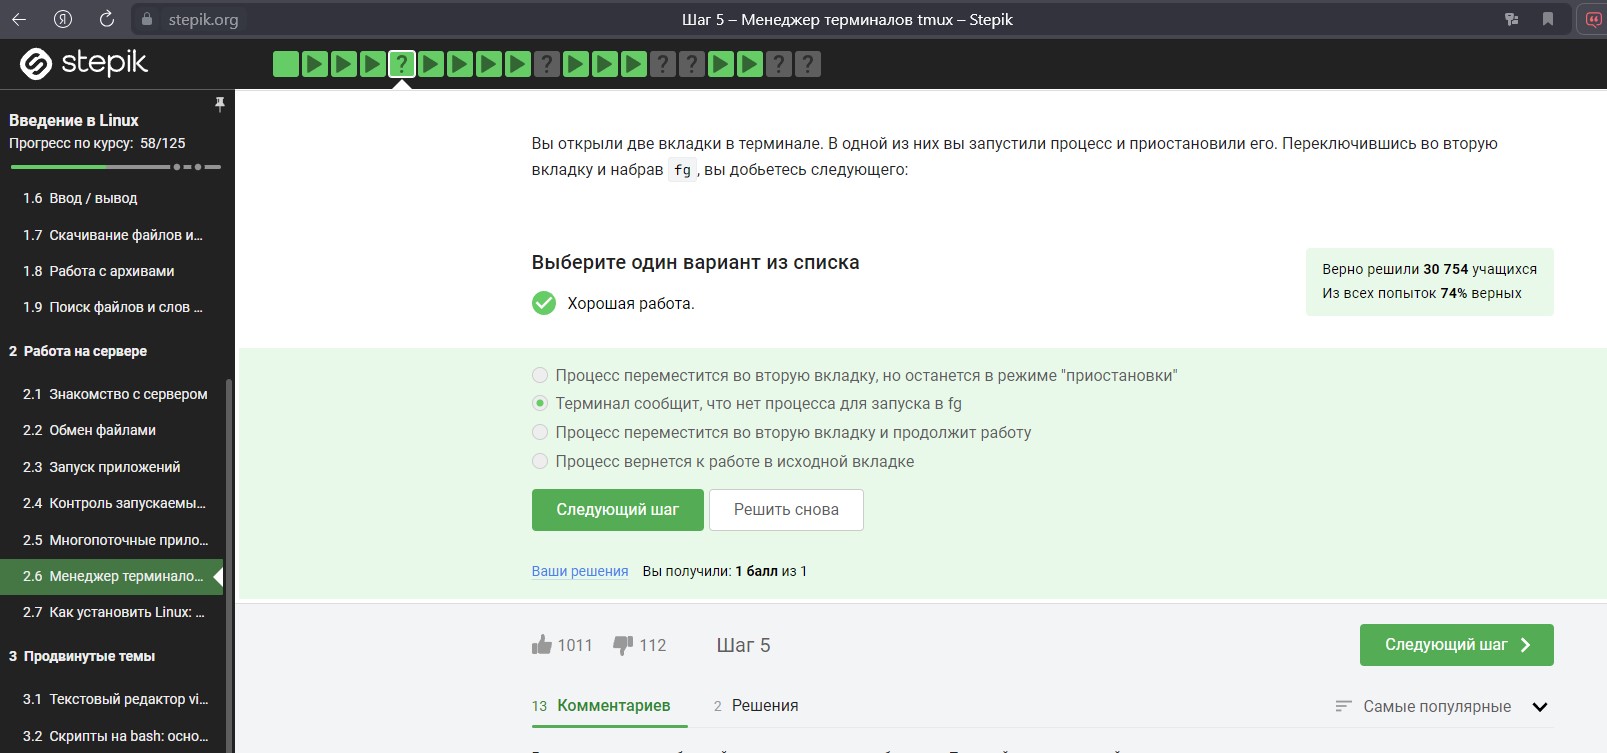 stepik.org
Шаг 5 – Менеджер терминалов tmux – Stepik
stepik
Введение в Linux
Прогресс по курсу: 58/125
1.6 Ввод / вывод
1.7 Скачивание файлов и...
1.8 Работа с архивами
1.9 Поиск файлов и слов ...
2 Работа на сервере
2.1 Знакомство с сервером
2.2 Обмен файлами
2.3 Запуск приложений
2.4 Контроль запускаемы...
2.5 Многопоточные прило...
2.6 Менеджер терминало...
2.7 Как установить Linux: ...
3 Продвинутые темы
3.1 Текстовый редактор vi...
3.2 Скрипты на bash: осно...
Вы открыли две вкладки в терминале. В одной из них вы запустили процесс и приостановили его. Переключившись во вторую
вкладку и набрав fg , вы добьетесь следующего:
Выберите один вариант из списка
Хорошая работа.
Верно решили 30 754 учащихся
Из всех попыток 74% верных
Процесс переместится во вторую вкладку, но останется в режиме "приостановки"
Терминал сообщит, что нет процесса для запуска в fg
Процесс переместится во вторую вкладку и продолжит работу
Процесс вернется к работе в исходной вкладке
Следующий шаг
Решить снова
Ваши решения Вы получили: 1 балл из 1
1011 112 Шаг 5
Следующий шаг
13 Комментариев
2 Решения
Самые популярные